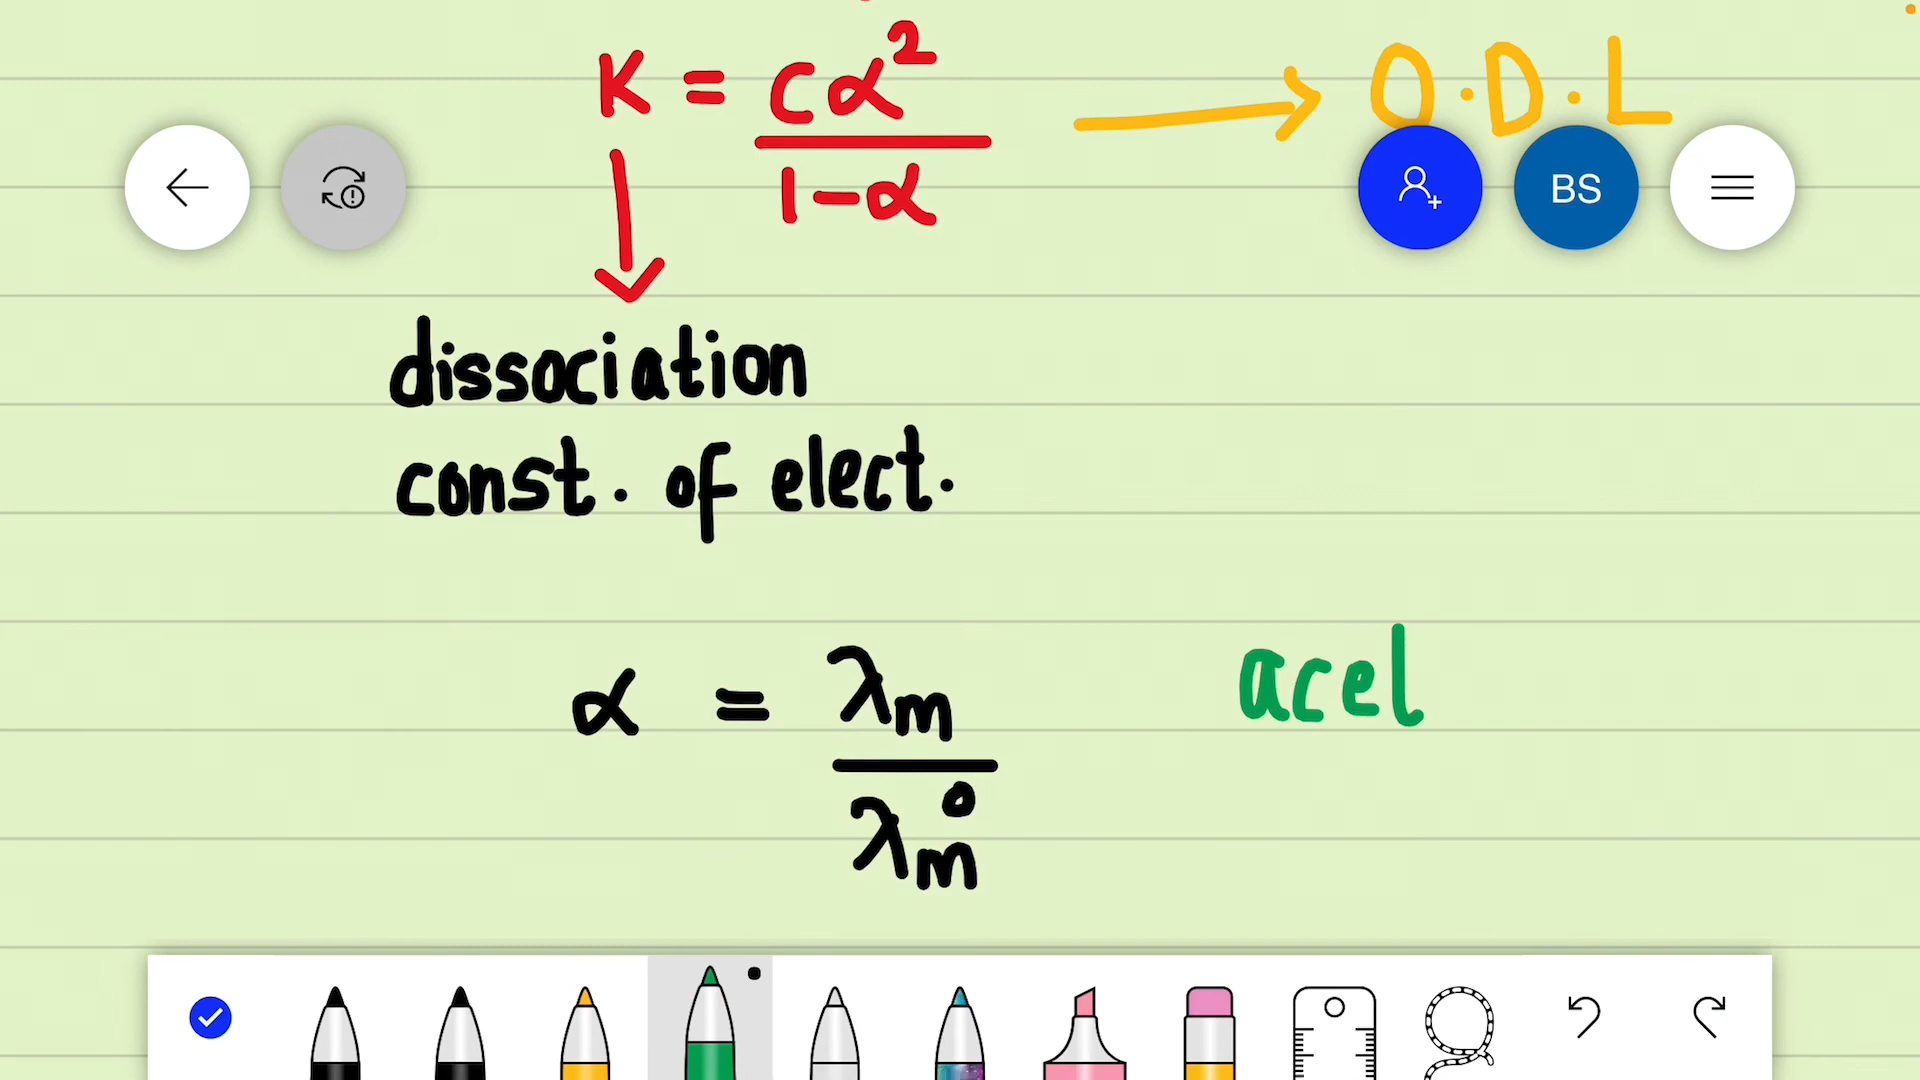 K = cα²/1-α → O.D.L
BS
dissociation
const. of elect.
α = λm/λm° acel